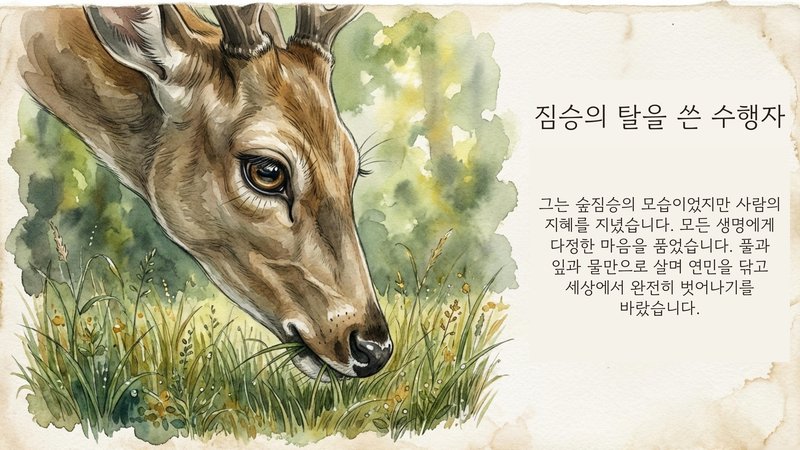 짐승의 탈을 쓴 수행자
그는 숲짐승의 모습이었지만 사람의
지혜를 지녔습니다. 모든 생명에게
다정한 마음을 품었습니다. 풀과
잎과 물만으로 살며 연민을 닦고
세상에서 완전히 벗어나기를
바랐습니다.